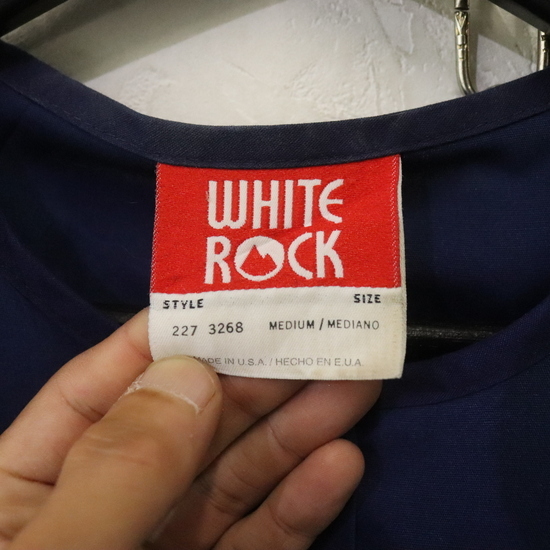 WHITE
ROCK
STYLE SIZE
227 3268 MEDIUM / MEDIANO
MADE IN U.S.A. / HECHO EN E.U.A.